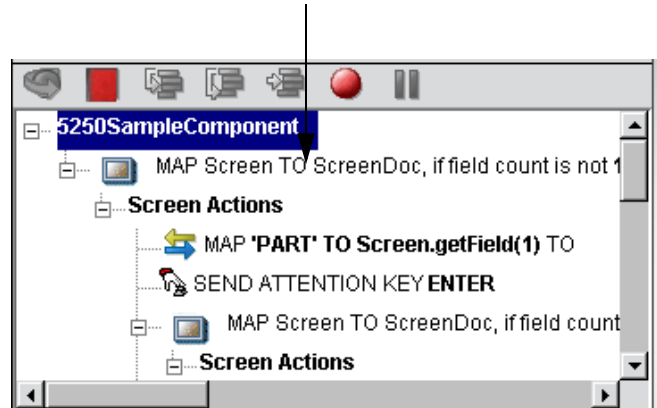 5250SampleComponent
MAP Screen TO ScreenDoc, if field count is not 1
Screen Actions
MAP 'PART' TO Screen.getField(1) TO
SEND ATTENTION KEY ENTER
MAP Screen TO ScreenDoc, if field count
Screen Actions